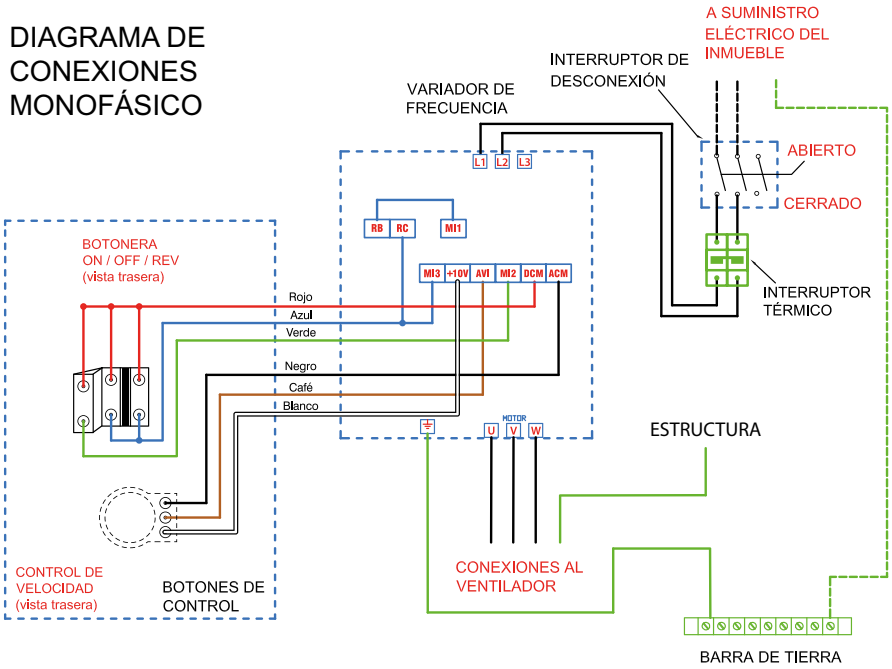 DIAGRAMA DE
CONEXIONES
MONOFÁSICO
A SUMINISTRO
ELÉCTRICO DEL
INMUEBLE
INTERRUPTOR DE
DESCONEXIÓN
VARIADOR DE
FRECUENCIA
ABIERTO
CERRADO
INTERRUPTOR
TÉRMICO
L1 L2 L3
RB RC MI1
MI3 +10V AVI MI2 DCM ACM
BOTONERA
ON / OFF / REV
(vista trasera)
Rojo
Azul
Verde
Negro
Café
Blanco
MOTOR
U V W
ESTRUCTURA
CONEXIONES AL
VENTILADOR
CONTROL DE
VELOCIDAD
(vista trasera)
BOTONES DE
CONTROL
BARRA DE TIERRA